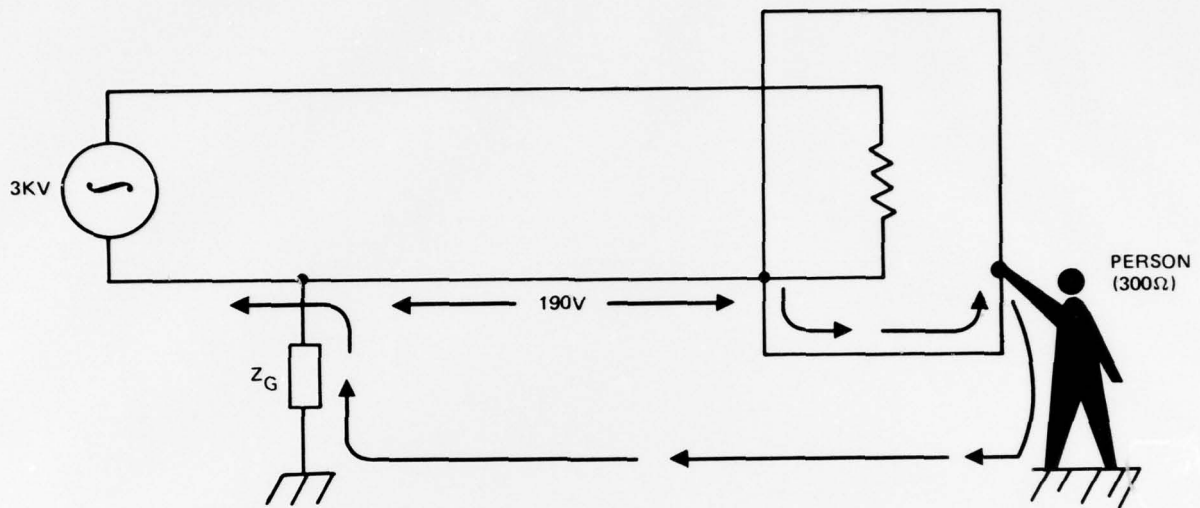 3KV
190V
PERSON
(300Ω)
Z_G